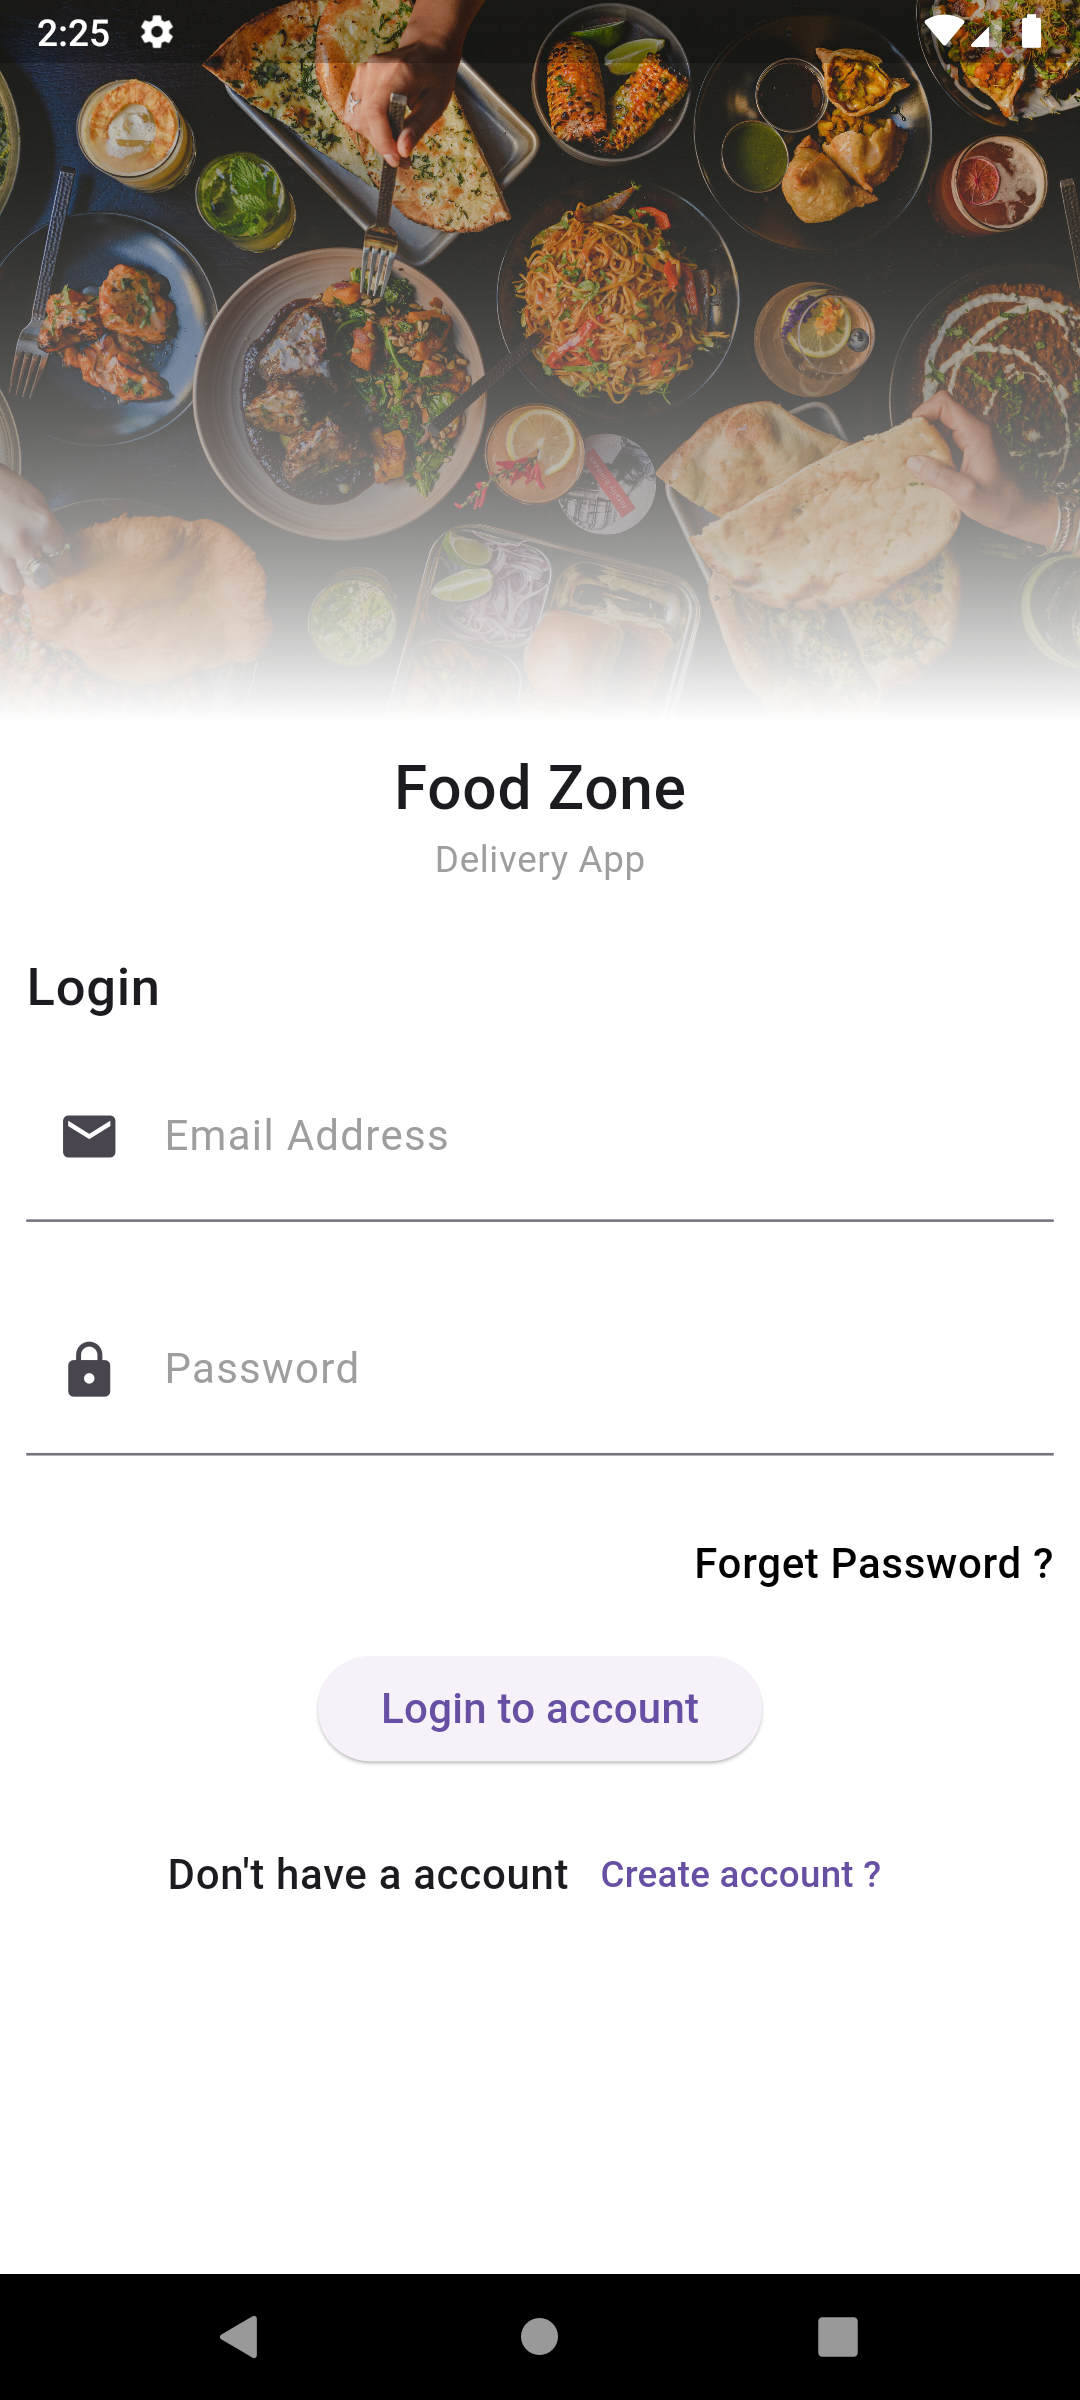 2:25
Food Zone
Delivery App
Login
Email Address
Password
Forget Password ?
Login to account
Don't have a account Create account ?